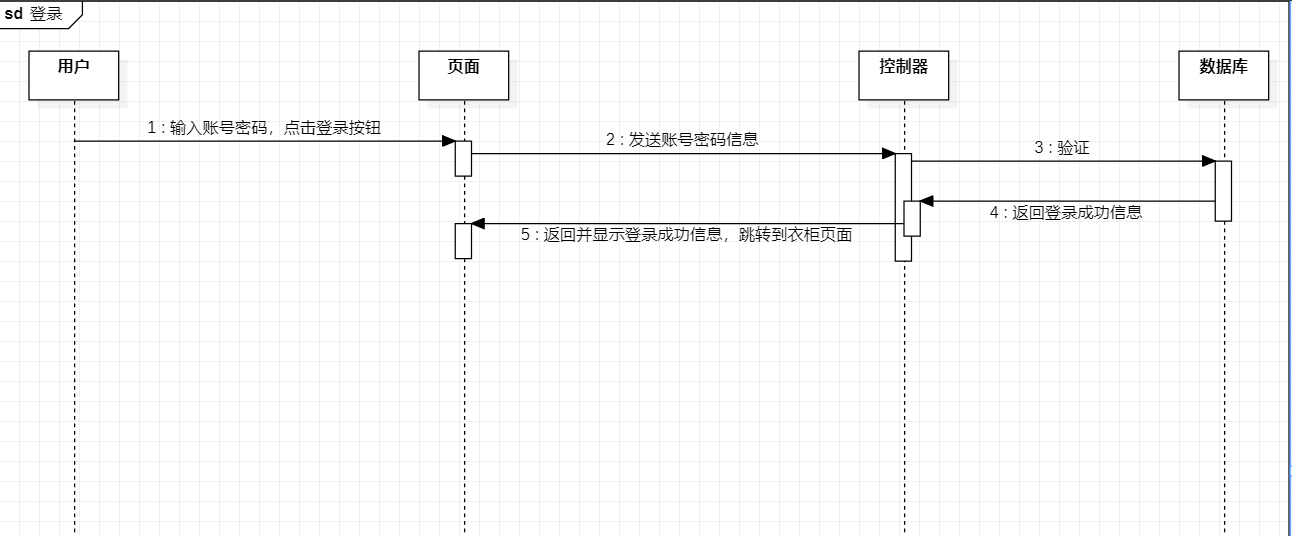 sd 登录
用户
页面
控制器
数据库
1 : 输入账号密码，点击登录按钮
2 : 发送账号密码信息
3 : 验证
4 : 返回登录成功信息
5 : 返回并显示登录成功信息，跳转到衣柜页面